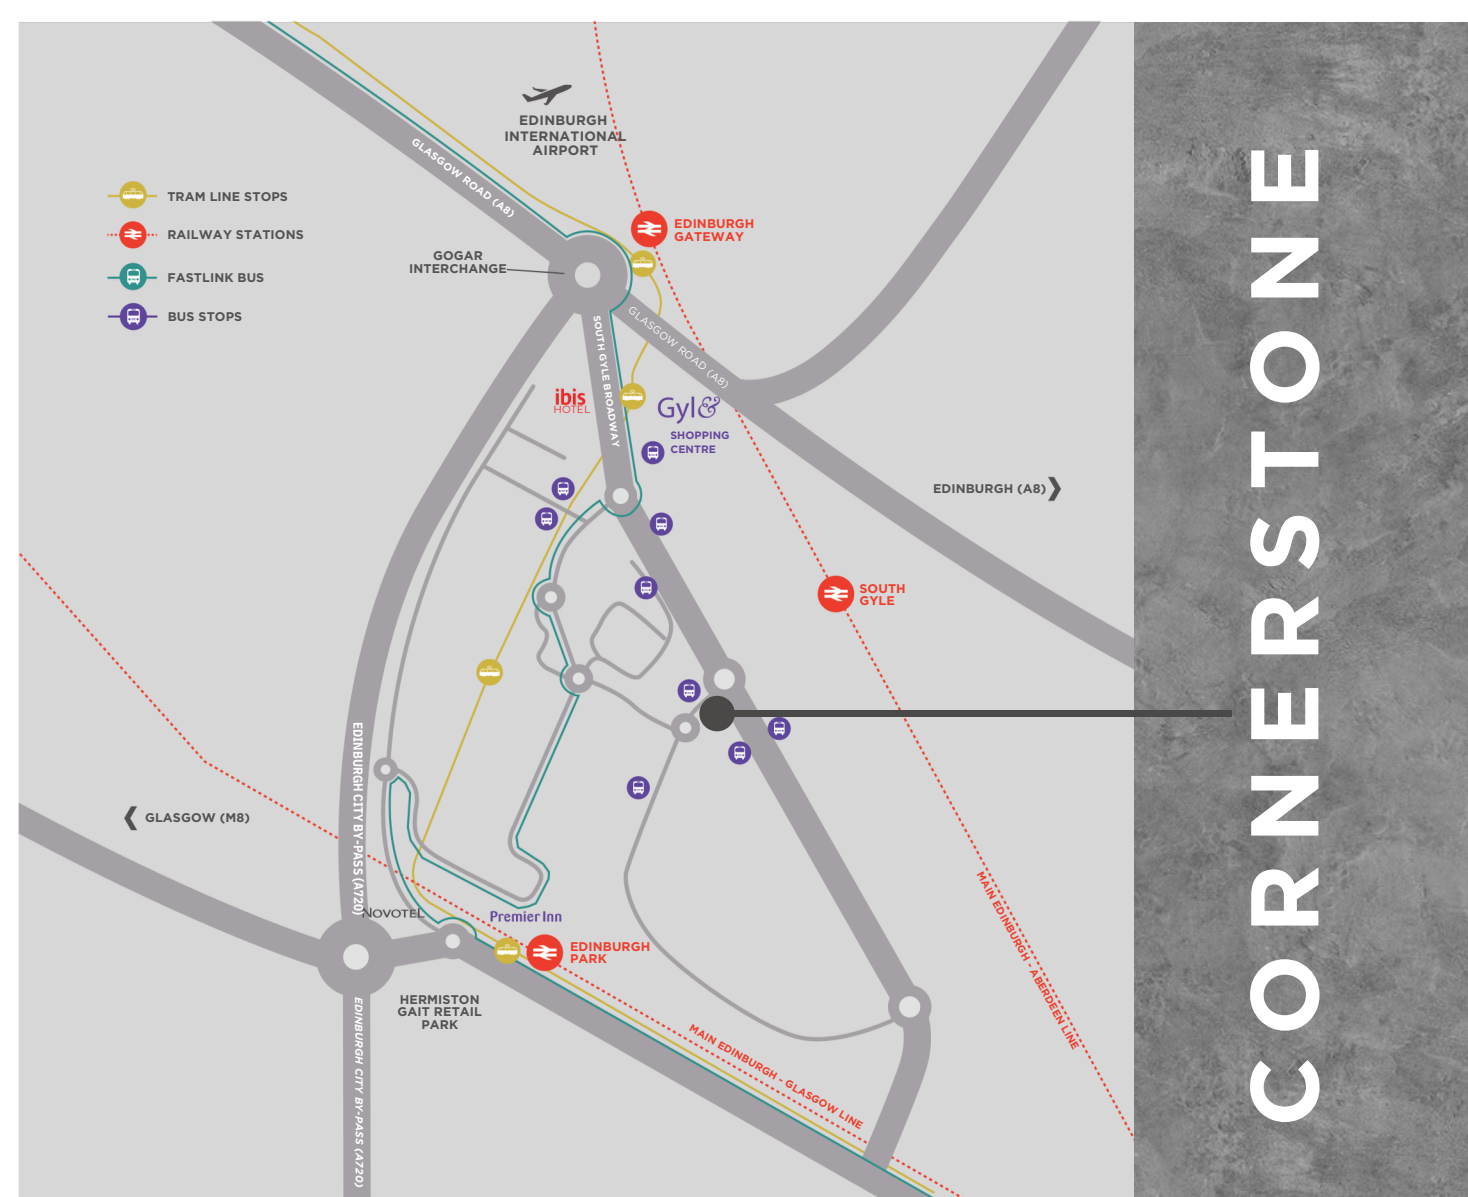 EDINBURGH
INTERNATIONAL
AIRPORT
GLASGOW ROAD (A8)
TRAM LINE STOPS
RAILWAY STATIONS
FASTLINK BUS
BUS STOPS
EDINBURGH
GATEWAY
GOGAR
INTERCHANGE
GLASGOW ROAD (A8)
SOUTH GYLE BROADWAY
ibis
HOTEL
Gyle
SHOPPING
CENTRE
EDINBURGH (A8)
SOUTH
GYLE
EDINBURGH CITY BY-PASS (A720)
GLASGOW (M8)
NOVOTEL
Premier Inn
EDINBURGH
PARK
HERMISTON
GAIT RETAIL
PARK
EDINBURGH CITY BY-PASS (A720)
MAIN EDINBURGH - GLASGOW LINE
MAIN EDINBURGH - ABERDEEN LINE
CORNERSTONE